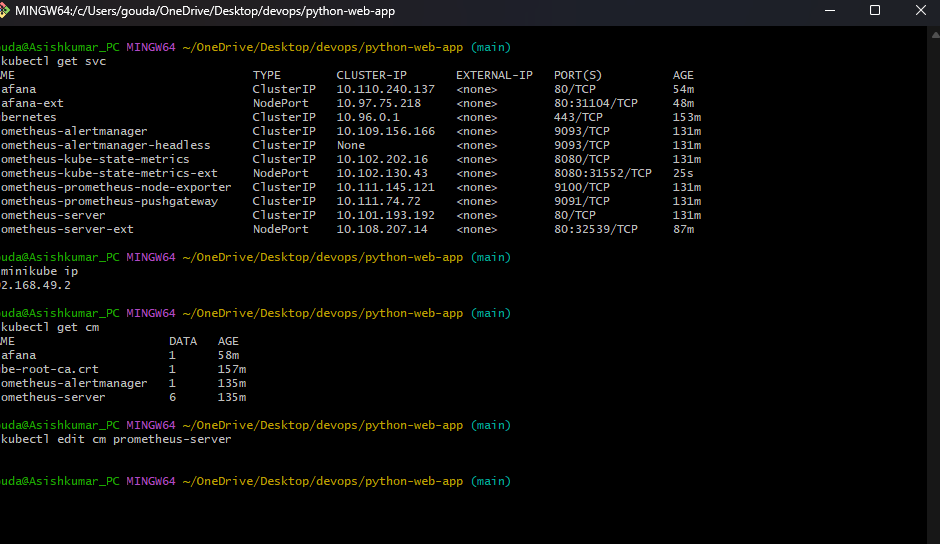 MINGW64:/c/Users/gouda/OneDrive/Desktop/devops/python-web-app
ouda@Asishkumar_PC MINGW64 ~/OneDrive/Desktop/devops/python-web-app (main)
kubectl get svc
ME TYPE CLUSTER-IP EXTERNAL-IP PORT(S) AGE
afana ClusterIP 10.110.240.137 <none> 80/TCP 54m
afana-ext NodePort 10.97.75.218 <none> 80:31104/TCP 48m
bernetes ClusterIP 10.96.0.1 <none> 443/TCP 153m
ometheus-alertmanager ClusterIP 10.109.156.166 <none> 9093/TCP 131m
ometheus-alertmanager-headless ClusterIP None <none> 9093/TCP 131m
ometheus-kube-state-metrics ClusterIP 10.102.202.16 <none> 8080/TCP 131m
ometheus-kube-state-metrics-ext NodePort 10.102.130.43 <none> 8080:31552/TCP 25s
ometheus-prometheus-node-exporter ClusterIP 10.111.145.121 <none> 9100/TCP 131m
ometheus-prometheus-pushgateway ClusterIP 10.111.74.72 <none> 9091/TCP 131m
ometheus-server ClusterIP 10.101.193.192 <none> 80/TCP 131m
ometheus-server-ext NodePort 10.108.207.14 <none> 80:32539/TCP 87m
ouda@Asishkumar_PC MINGW64 ~/OneDrive/Desktop/devops/python-web-app (main)
minikube ip
92.168.49.2
ouda@Asishkumar_PC MINGW64 ~/OneDrive/Desktop/devops/python-web-app (main)
kubectl get cm
ME DATA AGE
afana 1 58m
be-root-ca.crt 1 157m
ometheus-alertmanager 1 135m
ometheus-server 6 135m
ouda@Asishkumar_PC MINGW64 ~/OneDrive/Desktop/devops/python-web-app (main)
kubectl edit cm prometheus-server
ouda@Asishkumar_PC MINGW64 ~/OneDrive/Desktop/devops/python-web-app (main)